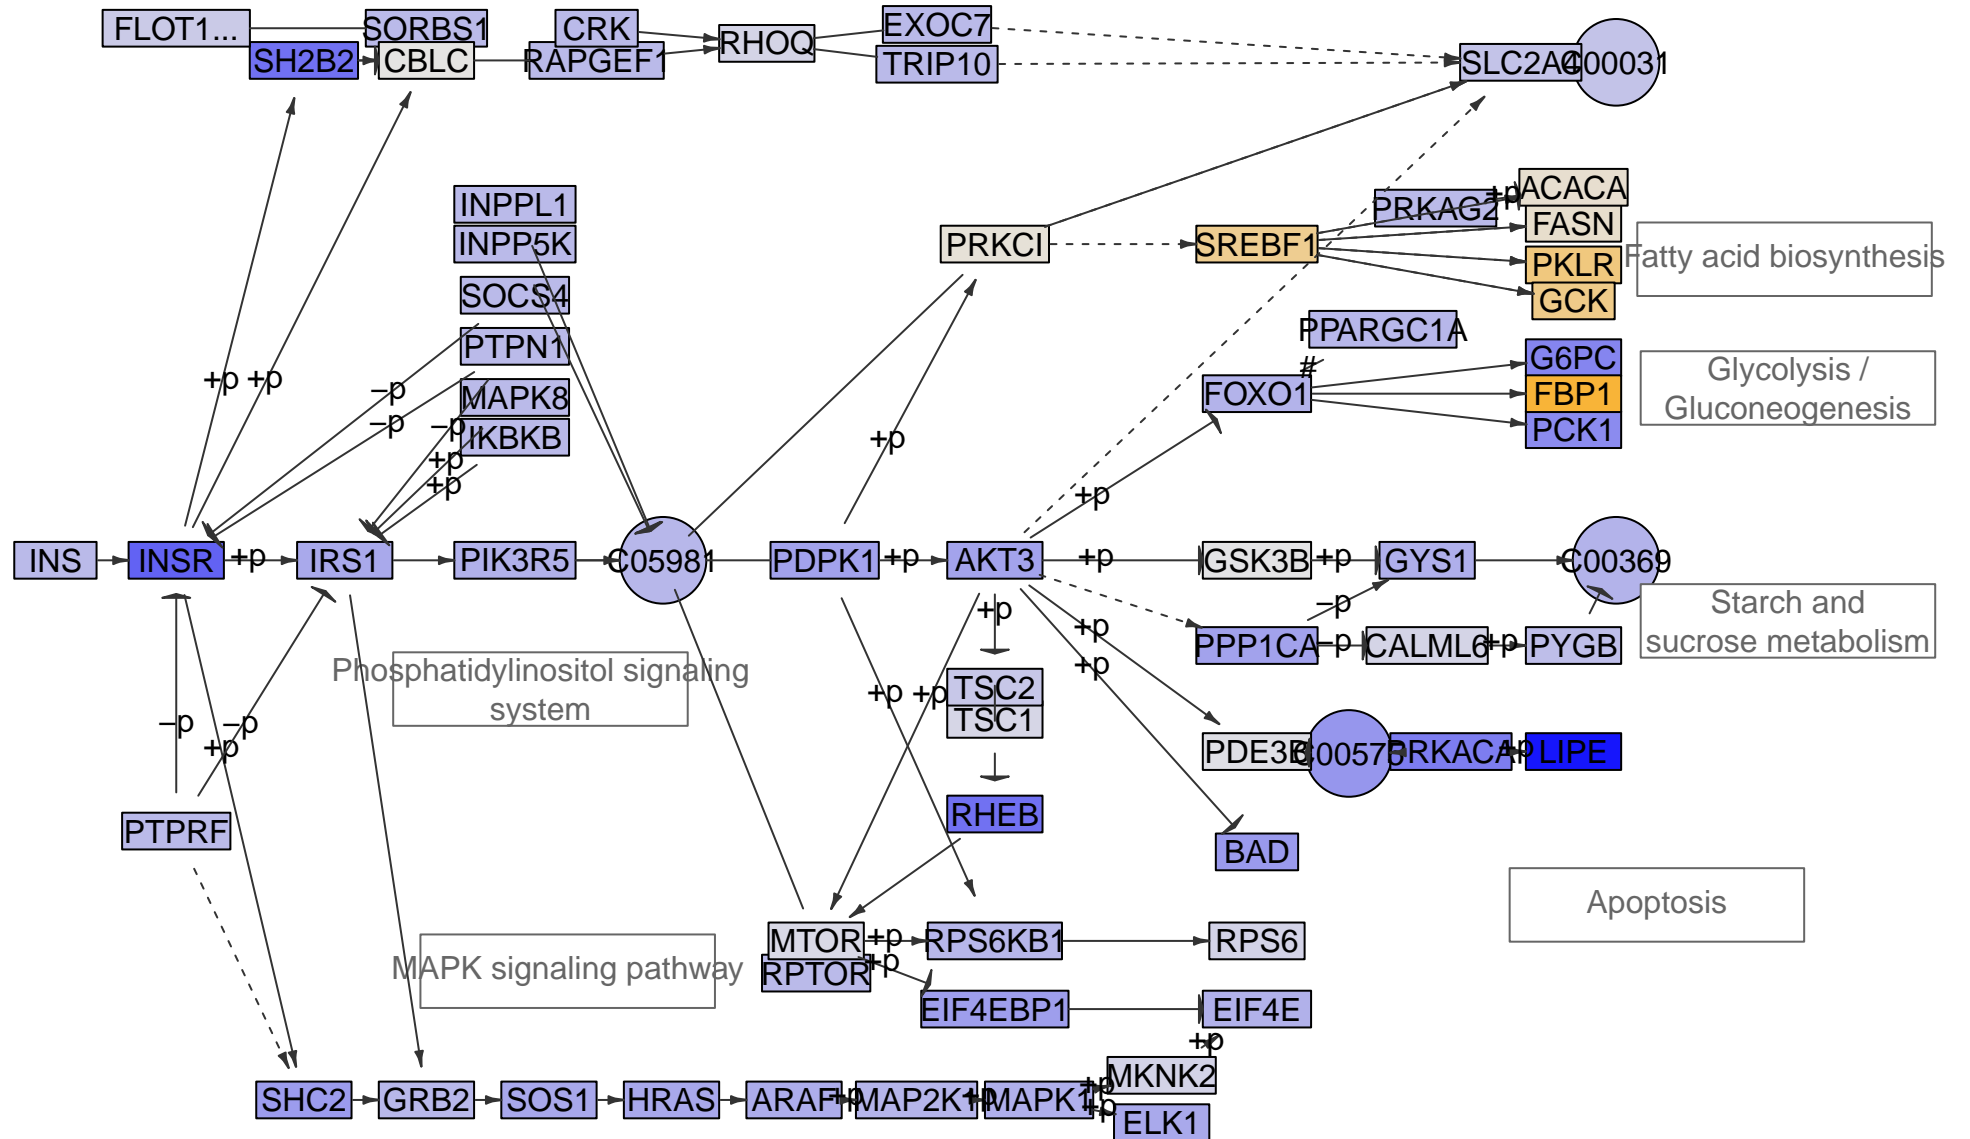 FLOT1...
SORBS1
CRK
EXOC7
SH2B2
CBLC
RAPGEF1
RHOQ
TRIP10
SLC2A4
C00031
INPPL1
INPP5K
SOCS4
PTPN1
MAPK8
IKBKB
PRKCI
SREBF1
PRKAG2
+p
ACACA
FASN
PKLR
GCK
Fatty acid biosynthesis
PPARGC1A
#
FOXO1
G6PC
FBP1
PCK1
Glycolysis /
Gluconeogenesis
+p
+p
−p
−p
−p
+p
+p
+p
+p
INS
INSR
+p
IRS1
PIK3R5
C05981
PDPK1
+p
AKT3
+p
GSK3B
+p
GYS1
C00369
−p
+p
+p
+p
PPP1CA
−p
CALML6
+p
PYGB
Starch and
sucrose metabolism
Phosphatidylinositol signaling
system
+p
+p
TSC2
TSC1
−p
−p
+p
PDE3B
C00575
PRKACA
+p
LIPE
RHEB
PTPRF
BAD
Apoptosis
MTOR
+p
RPS6KB1
RPS6
RPTOR
+p
MAPK signaling pathway
EIF4EBP1
EIF4E
+p
SHC2
GRB2
SOS1
HRAS
ARAF
+p
MAP2K1
+p
MAPK1
+p
+p
MKNK2
ELK1